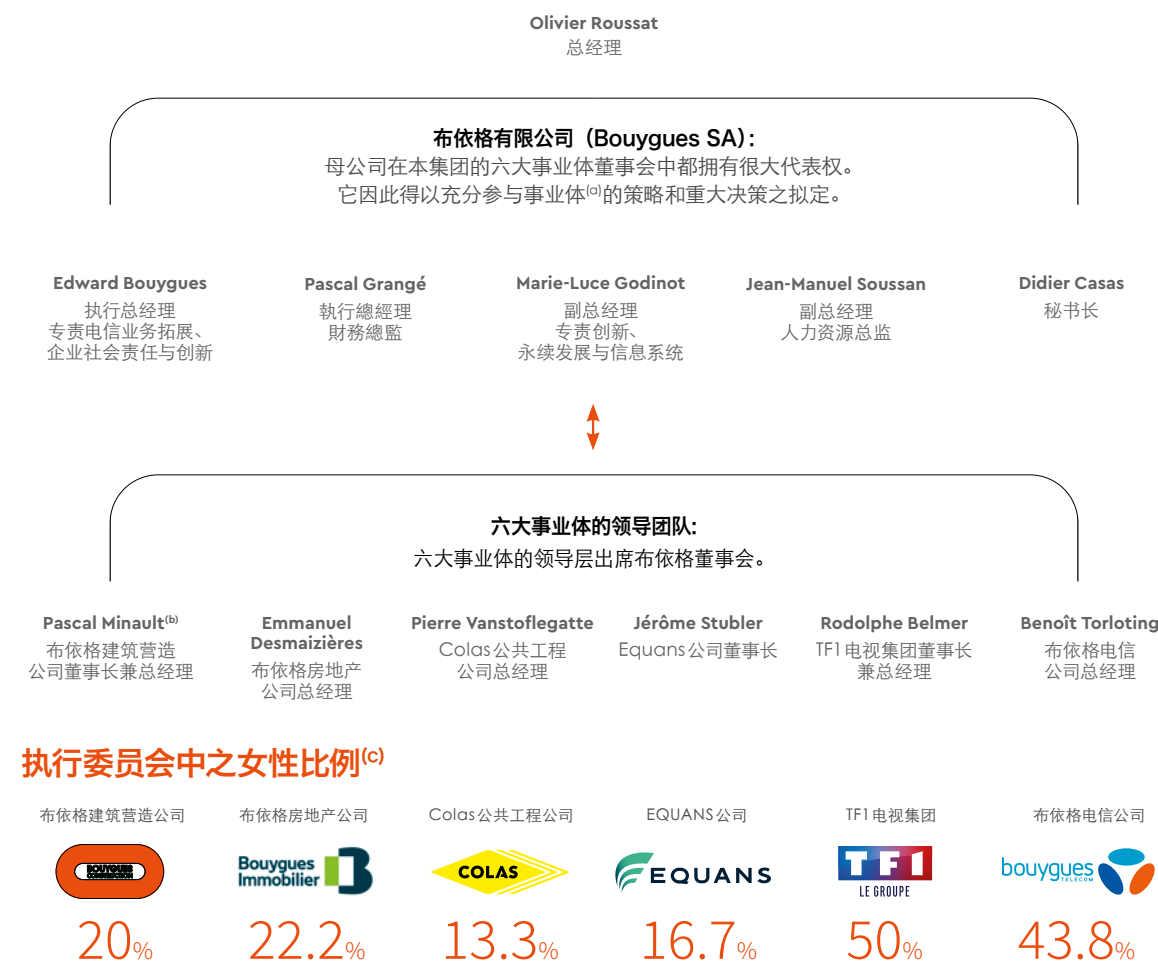 Olivier Roussat
总经理
布依格有限公司（Bouygues SA）：
母公司在本集团的六大事业体董事会中都拥有很大代表权。
它因此得以充分参与事业体(a)的策略和重大决策之拟定。
Edward Bouygues
执行总经理
专责电信业务拓展、
企业社会责任与创新
Pascal Grangé
執行總經理
財務總監
Marie-Luce Godinot
副总经理
专责创新、
永续发展与信息系统
Jean-Manuel Soussan
副总经理
人力资源总监
Didier Casas
秘书长
六大事业体的领导团队:
六大事业体的领导层出席布依格董事会。
Pascal Minault(b)
布依格建筑营造
公司董事长兼总经理
Emmanuel
Desmaizières
布依格房地产
公司总经理
Pierre Vanstoflegatte
Colas公共工程
公司总经理
Jérôme Stubler
Equans公司董事长
Rodolphe Belmer
TF1电视集团董事长
兼总经理
Benoît Torloting
布依格电信
公司总经理
执行委员会中之女性比例(c)
布依格建筑营造公司
布依格房地产公司
Colas公共工程公司
EQUANS公司
TF1电视集团
布依格电信公司
BOUYGUES
CONSTRUCTION
Bouygues
Immobilier
COLAS
EQUANS
TF1
LE GROUPE
bouygues
TELECOM
20%
22.2%
13.3%
16.7%
50%
43.8%